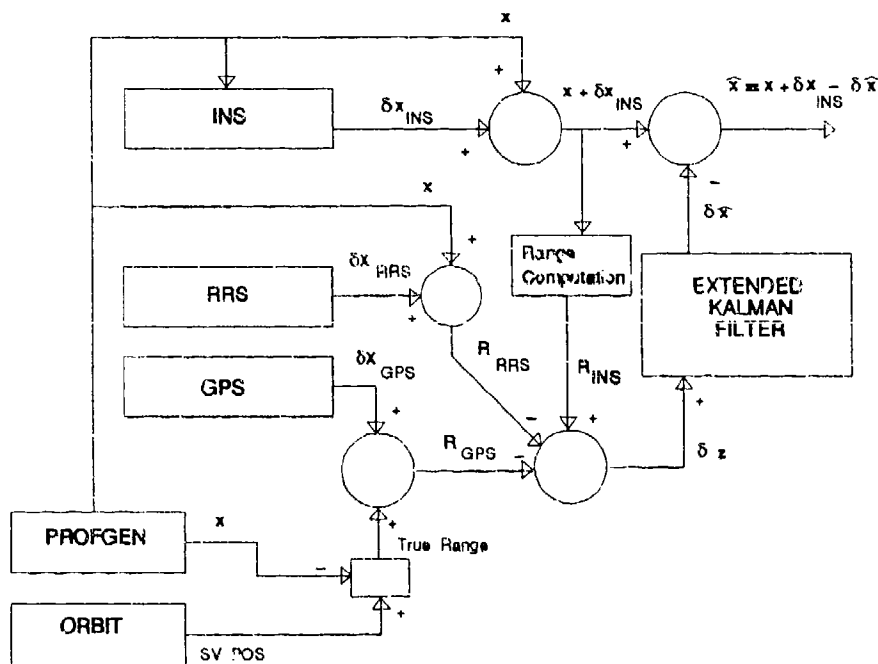 x
+
INS
δx INS
+
x + δx INS
+
x̂ = x + δx INS − δx̂
−
δx̂
x
+
RRS
δx RRS
+
Range
Computation
EXTENDED
KALMAN
FILTER
GPS
δx GPS
+
R RRS
−
R INS
+
+
R GPS
−
δ z
PROFGEN
x
−
+
True Range
ORBIT
SV POS
+